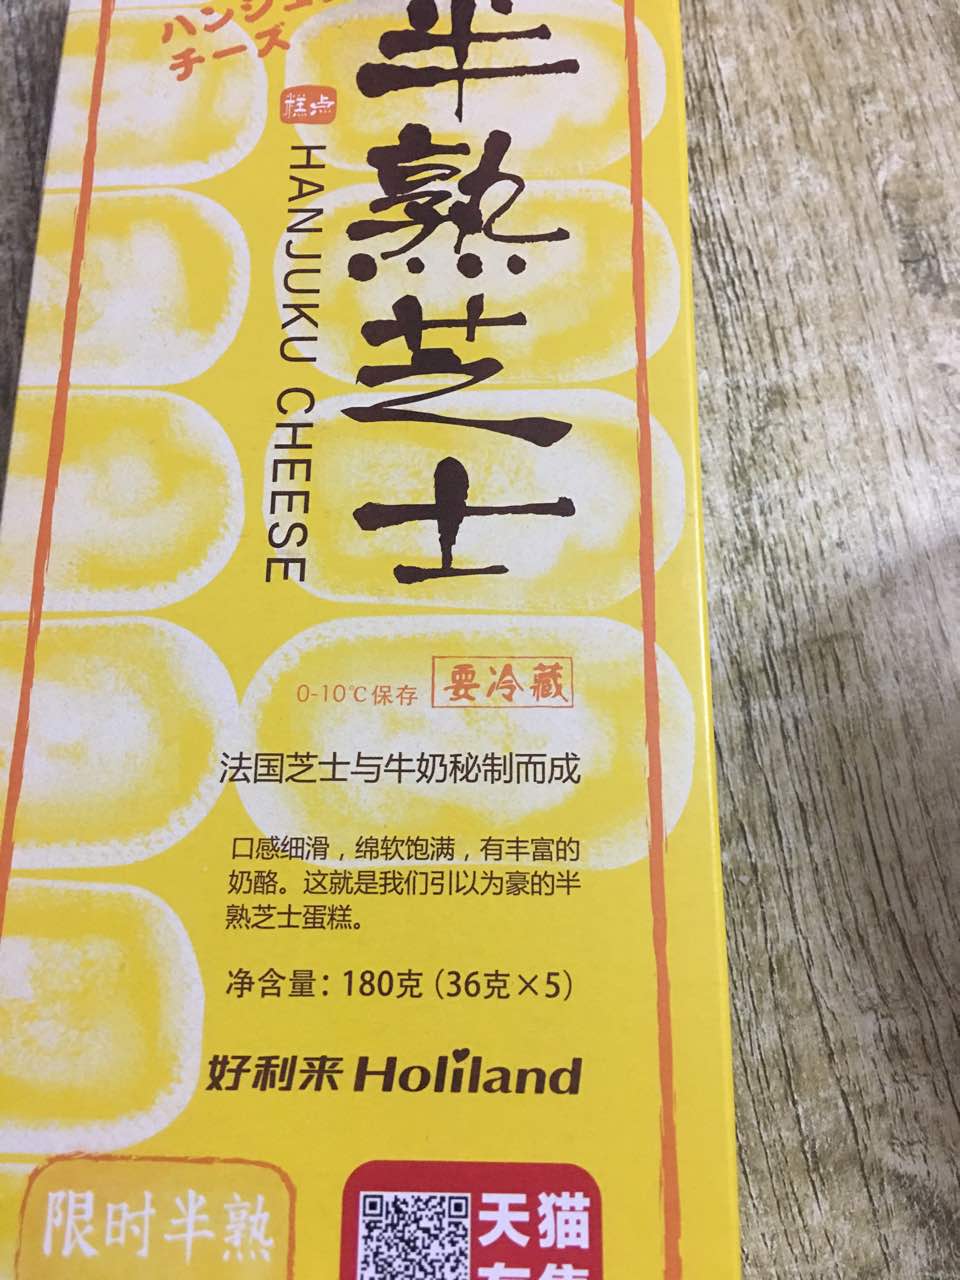 チーズ
半熟芝士
糕点
HANJUKU CHEESE
0-10℃保存
要冷藏
法国芝士与牛奶秘制而成
口感细滑，绵软饱满，有丰富的
奶酪。这就是我们引以为豪的半
熟芝士蛋糕。
净含量：180克（36克×5）
好利来 Holiland
限时半熟
天猫